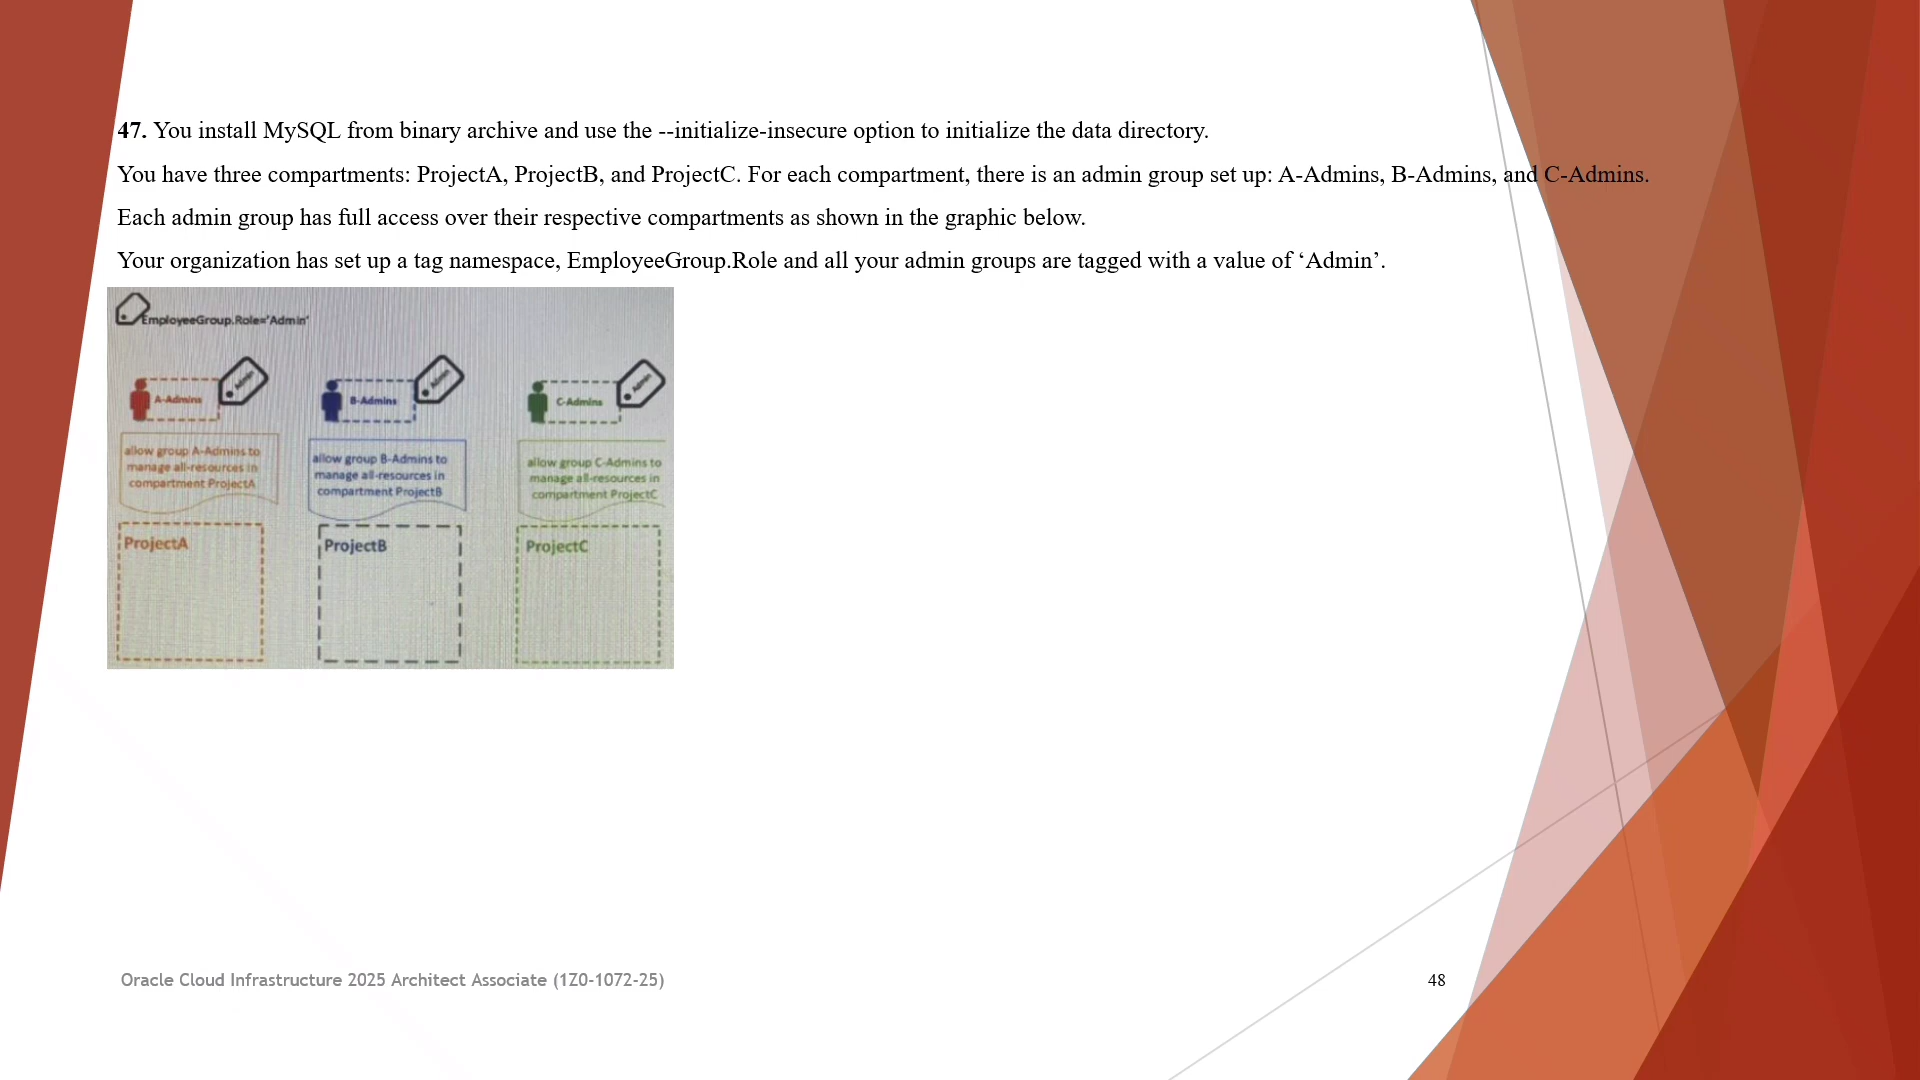 47. You install MySQL from binary archive and use the --initialize-insecure option to initialize the data directory.
You have three compartments: ProjectA, ProjectB, and ProjectC. For each compartment, there is an admin group set up: A-Admins, B-Admins, and C-Admins.
Each admin group has full access over their respective compartments as shown in the graphic below.
Your organization has set up a tag namespace, EmployeeGroup.Role and all your admin groups are tagged with a value of ‘Admin’.
EmployeeGroup.Role='Admin'
Admin
Admin
Admin
A-Admins
B-Admins
C-Admins
allow group A-Admins to
manage all-resources in
compartment ProjectA
allow group B-Admins to
manage all-resources in
compartment ProjectB
allow group C-Admins to
manage all-resources in
compartment ProjectC
ProjectA
ProjectB
ProjectC
Oracle Cloud Infrastructure 2025 Architect Associate (1Z0-1072-25)
48